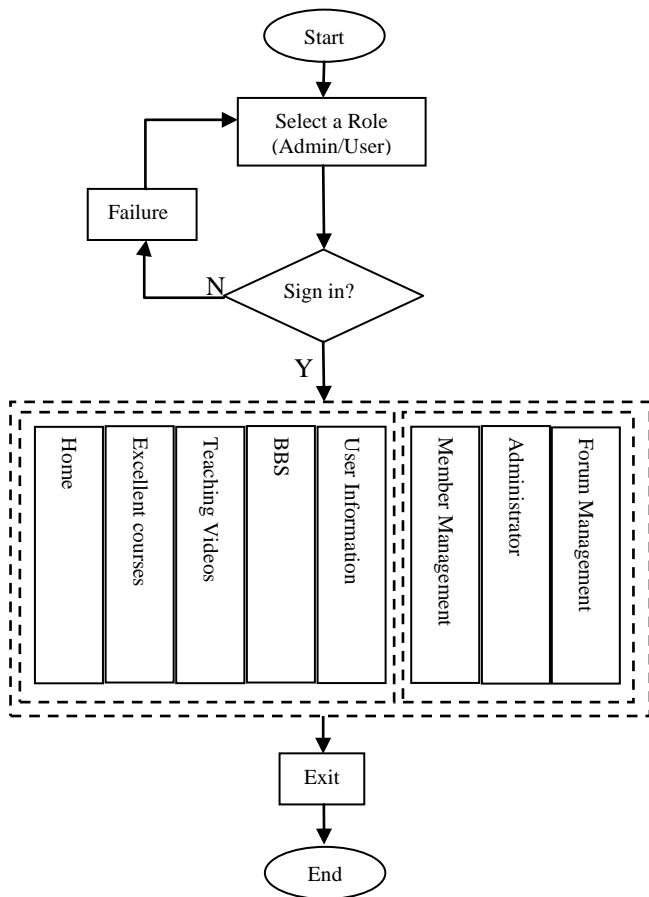 Start
Select a Role
(Admin/User)
Failure
N
Sign in?
Y
Home
Excellent courses
Teaching Videos
BBS
User Information
Member Management
Administrator
Forum Management
Exit
End